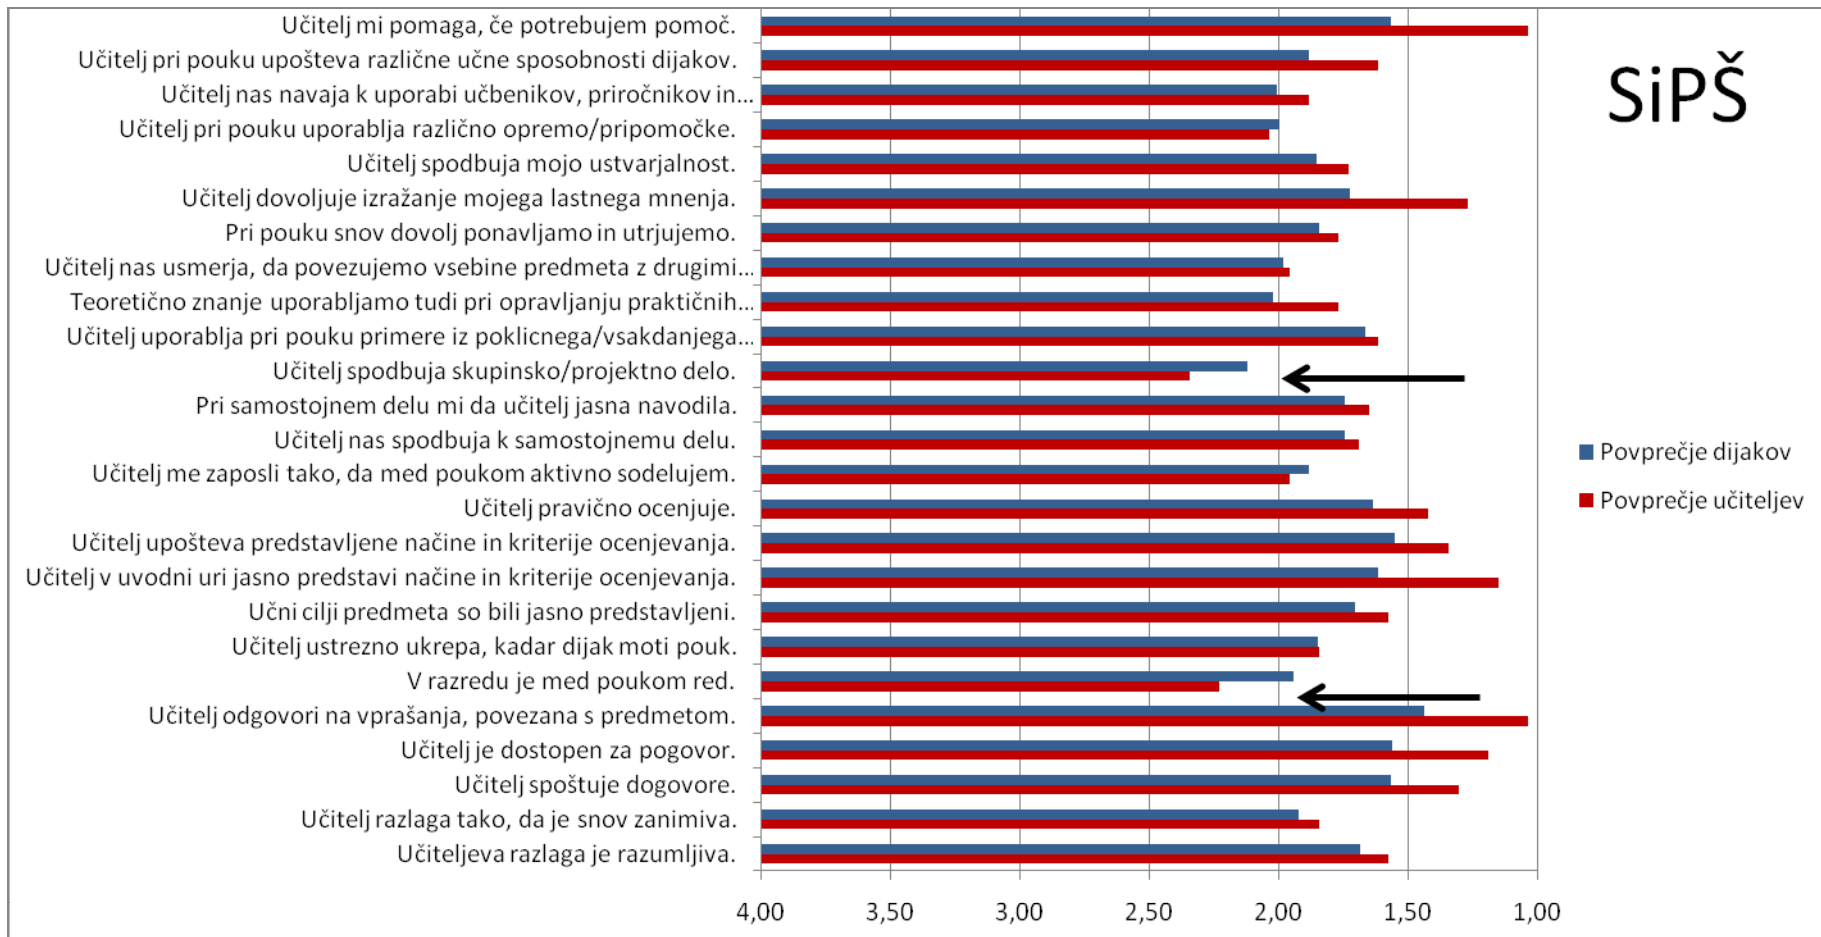 Učitelj mi pomaga, če potrebujem pomoč.
Učitelj pri pouku upošteva različne učne sposobnosti dijakov.
Učitelj nas navaja k uporabi učbenikov, priročnikov in...
Učitelj pri pouku uporablja različno opremo/pripomočke.
Učitelj spodbuja mojo ustvarjalnost.
Učitelj dovoljuje izražanje mojega lastnega mnenja.
Pri pouku snov dovolj ponavljamo in utrjujemo.
Učitelj nas usmerja, da povezujemo vsebine predmeta z drugimi...
Teoretično znanje uporabljamo tudi pri opravljanju praktičnih...
Učitelj uporablja pri pouku primere iz poklicnega/vsakdanjega...
Učitelj spodbuja skupinsko/projektno delo.
Pri samostojnem delu mi da učitelj jasna navodila.
Učitelj nas spodbuja k samostojnemu delu.
Učitelj me zaposli tako, da med poukom aktivno sodelujem.
Učitelj pravično ocenjuje.
Učitelj upošteva predstavljene načine in kriterije ocenjevanja.
Učitelj v uvodni uri jasno predstavi načine in kriterije ocenjevanja.
Učni cilji predmeta so bili jasno predstavljeni.
Učitelj ustrezno ukrepa, kadar dijak moti pouk.
V razredu je med poukom red.
Učitelj odgovori na vprašanja, povezana s predmetom.
Učitelj je dostopen za pogovor.
Učitelj spoštuje dogovore.
Učitelj razlaga tako, da je snov zanimiva.
Učiteljeva razlaga je razumljiva.
4,00 3,50 3,00 2,50 2,00 1,50 1,00
SiPŠ
Povprečje dijakov
Povprečje učiteljev